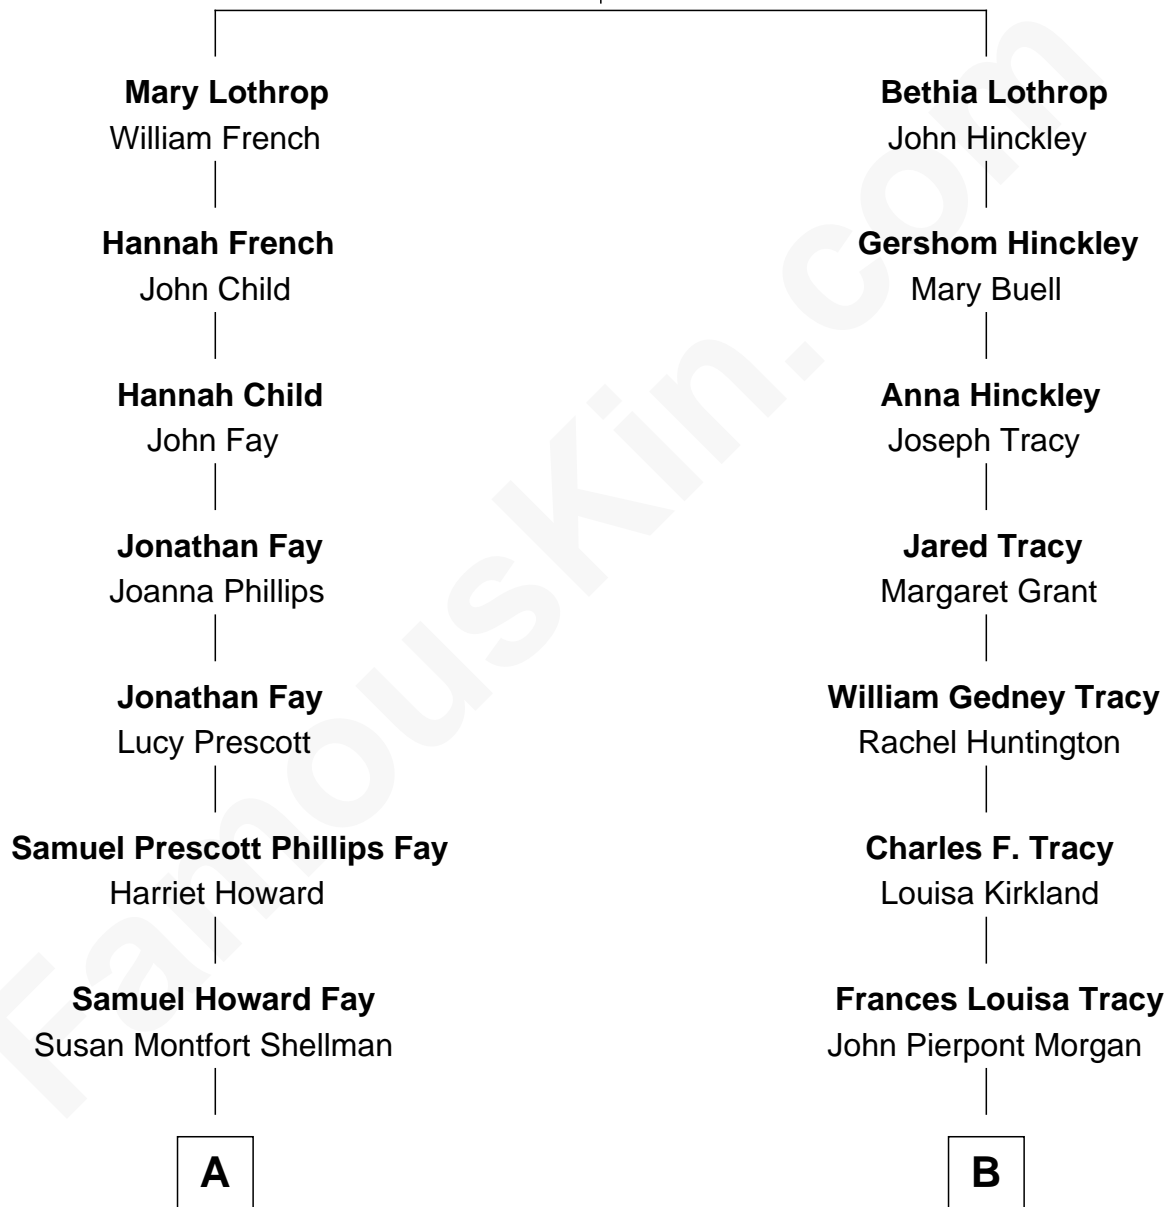 Mary Lothrop
William French
Hannah French
John Child
Hannah Child
John Fay
Jonathan Fay
Joanna Phillips
Jonathan Fay
Lucy Prescott
Samuel Prescott Phillips Fay
Harriet Howard
Samuel Howard Fay
Susan Montfort Shellman
A
Bethia Lothrop
John Hinckley
Gershom Hinckley
Mary Buell
Anna Hinckley
Joseph Tracy
Jared Tracy
Margaret Grant
William Gedney Tracy
Rachel Huntington
Charles F. Tracy
Louisa Kirkland
Frances Louisa Tracy
John Pierpont Morgan
B
FamousKin.com